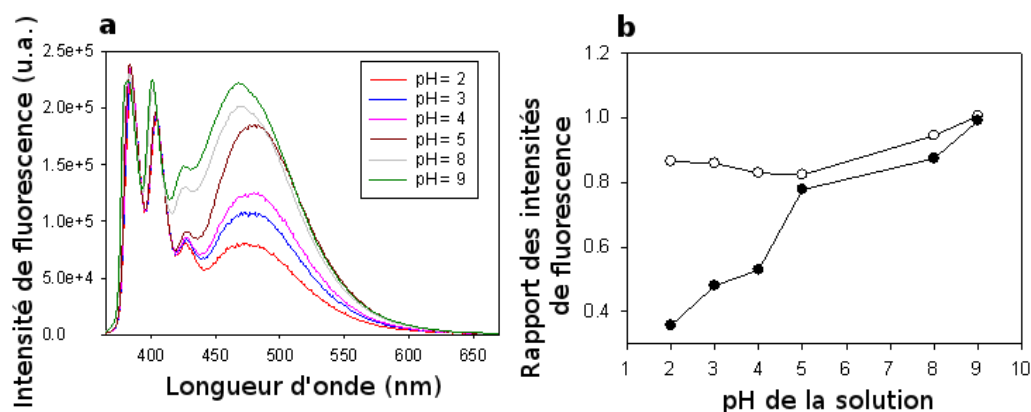 a
Intensité de fluorescence (u.a.)
2.5e+5
2.0e+5
1.5e+5
1.0e+5
5.0e+4
0.0
pH = 2
pH = 3
pH = 4
pH = 5
pH = 8
pH = 9
400 450 500 550 600 650
Longueur d'onde (nm)
b
Rapport des intensités
de fluorescence
1.2
1.0
0.8
0.6
0.4
1 2 3 4 5 6 7 8 9 10
pH de la solution